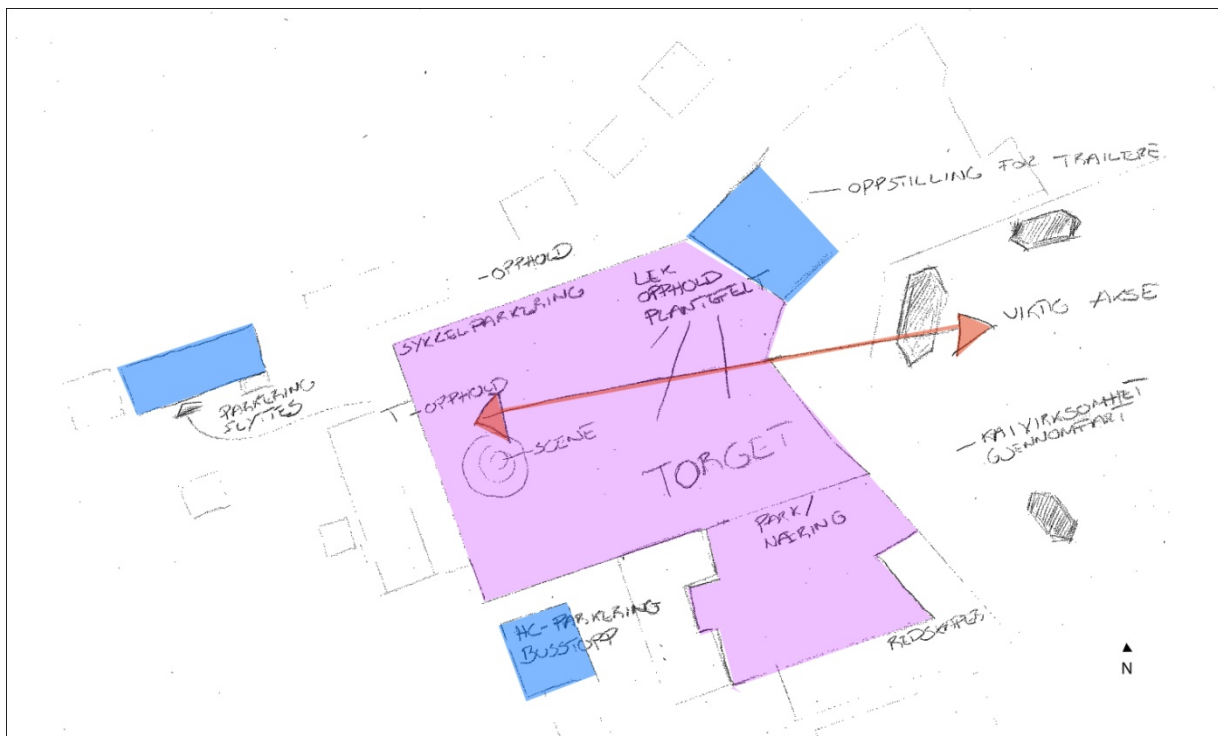 — OPPSTILLING FOR TRAILERE
-OPPHOLD
LEK
OPPHOLD
PLANTEFELT
SYKKELPARKERING
VIKTIG AKSE
PARKERING
FLYTTES
-OPPHOLD
-SCENE
TORGET
— KAIVIRKSOMHET
GJENNOMFART
PARK/
NÆRING
HC-PARKERING
BUSSTOPP
N